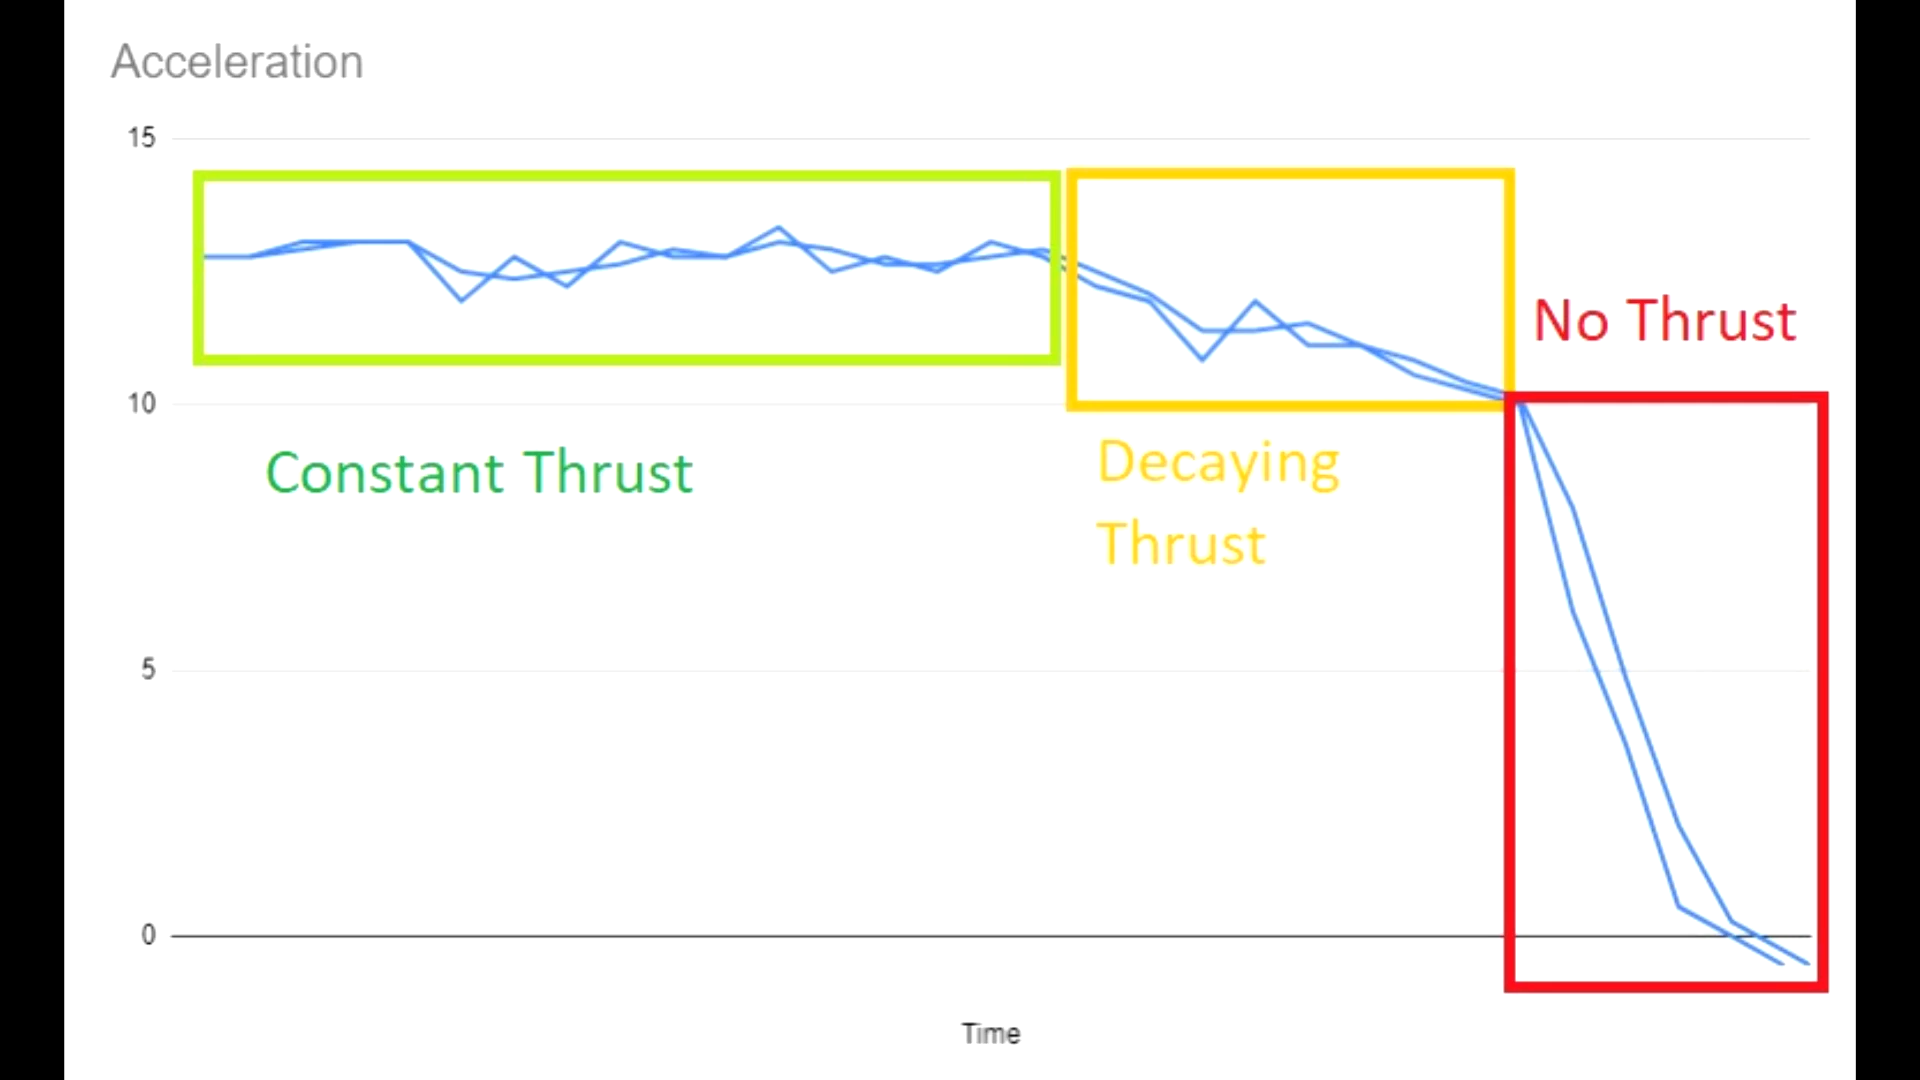 Acceleration
15
No Thrust
10
Constant Thrust
Decaying
Thrust
5
0
Time